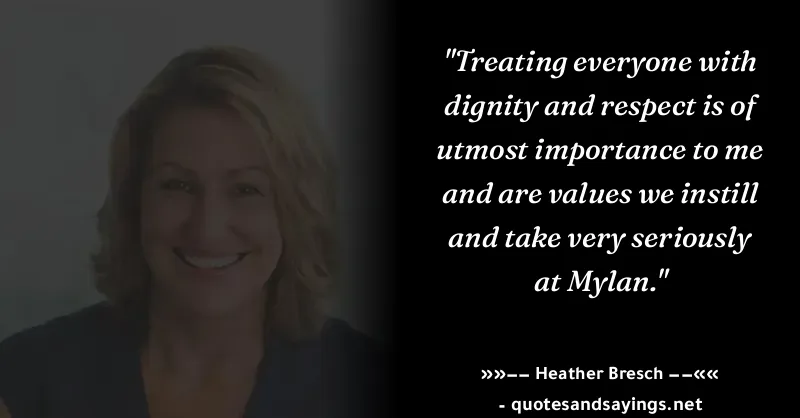 "Treating everyone with
dignity and respect is of
utmost importance to me
and are values we instill
and take very seriously
at Mylan."
»»–– Heather Bresch ––««
- quotesandsayings.net